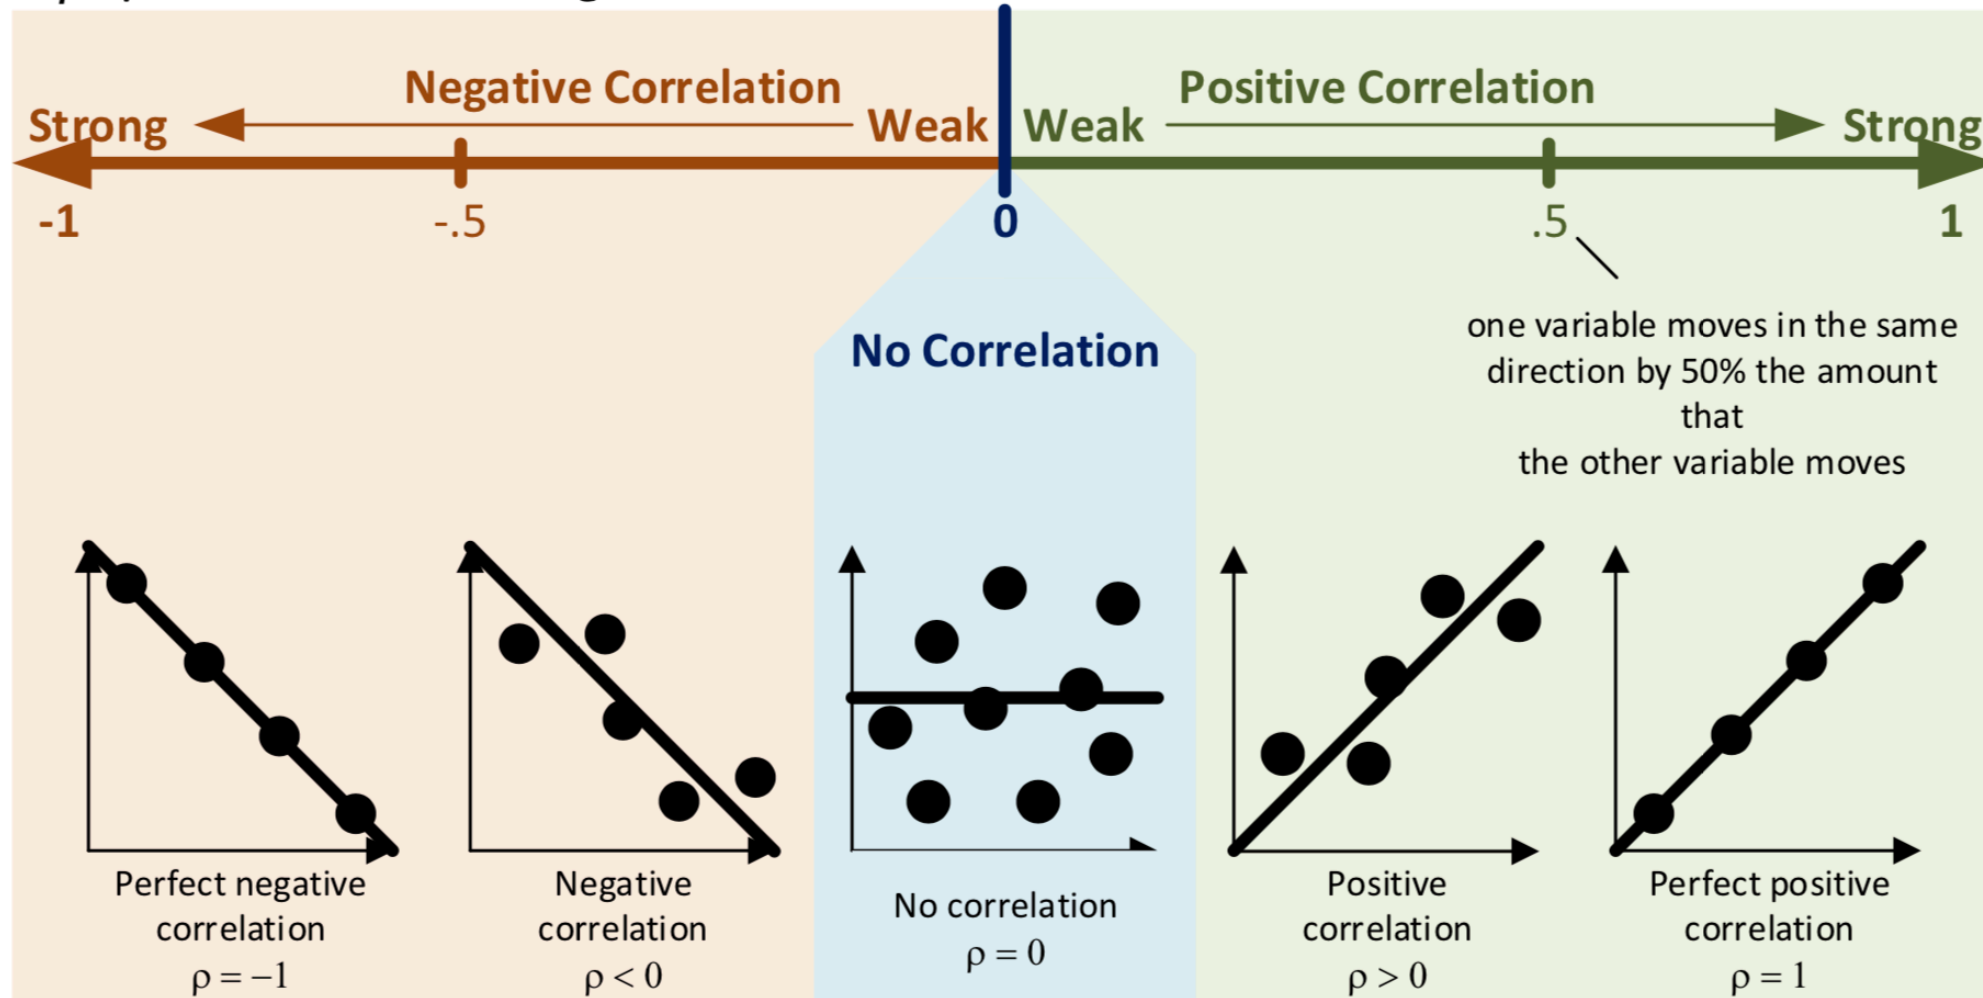 Negative Correlation
Positive Correlation
Strong
Weak
Weak
Strong
-1
-.5
0
.5
1
No Correlation
one variable moves in the same
direction by 50% the amount
that
the other variable moves
Perfect negative
correlation
ρ = −1
Negative
correlation
ρ < 0
No correlation
ρ = 0
Positive
correlation
ρ > 0
Perfect positive
correlation
ρ = 1